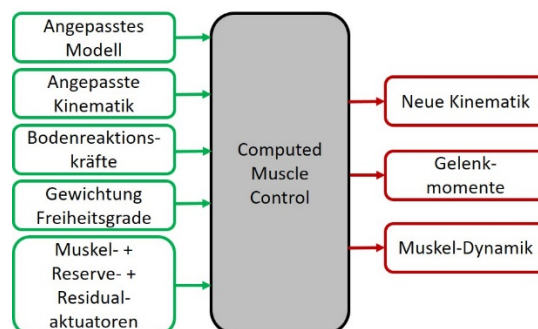 Angepasstes
Modell
Angepasste
Kinematik
Bodenreaktions-
kräfte
Gewichtung
Freiheitsgrade
Muskel- +
Reserve- +
Residual-
aktuatoren
Computed
Muscle
Control
Neue Kinematik
Gelenk-
momente
Muskel-Dynamik